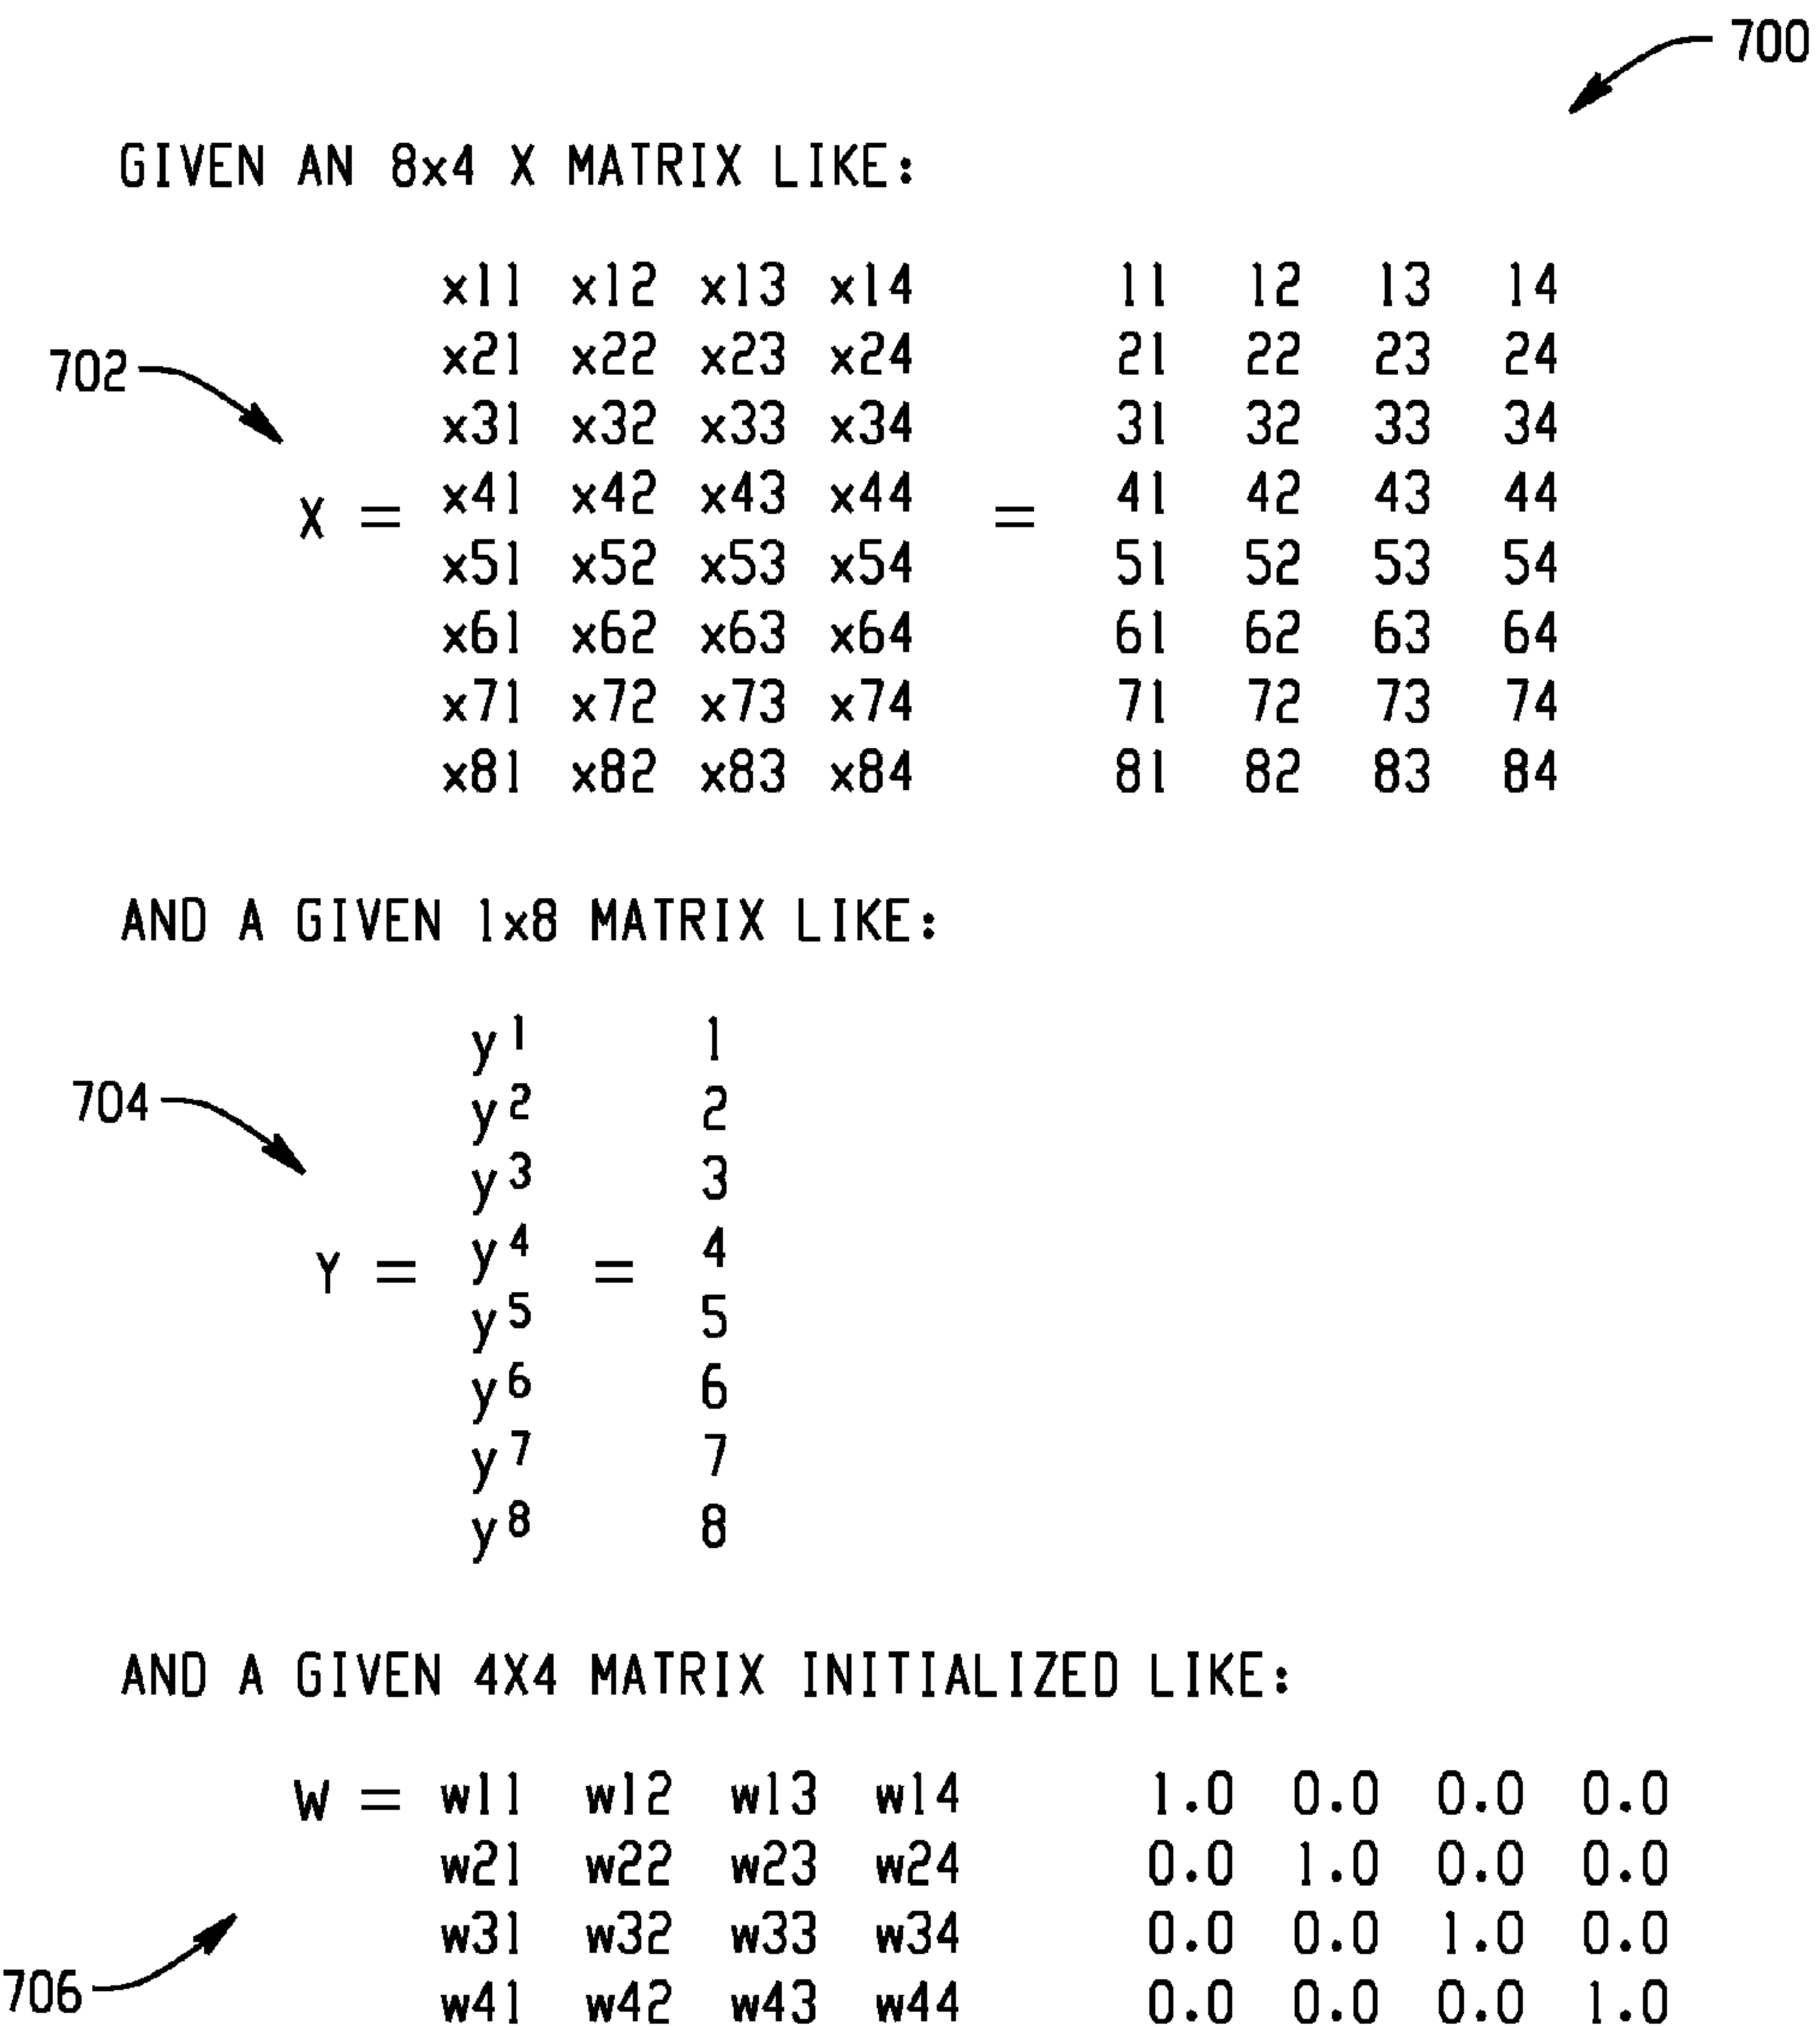 700
GIVEN AN 8x4 X MATRIX LIKE:
x11 x12 x13 x14 11 12 13 14
x21 x22 x23 x24 21 22 23 24
702
x31 x32 x33 x34 31 32 33 34
x41 x42 x43 x44 41 42 43 44
X = =
x51 x52 x53 x54 51 52 53 54
x61 x62 x63 x64 61 62 63 64
x71 x72 x73 x74 71 72 73 74
x81 x82 x83 x84 81 82 83 84
AND A GIVEN 1x8 MATRIX LIKE:
y1 1
704 y2 2
y3 3
y4 4
Y = =
y5 5
y6 6
y7 7
y8 8
AND A GIVEN 4X4 MATRIX INITIALIZED LIKE:
W = w11 w12 w13 w14 1.0 0.0 0.0 0.0
w21 w22 w23 w24 0.0 1.0 0.0 0.0
w31 w32 w33 w34 0.0 0.0 1.0 0.0
706 w41 w42 w43 w44 0.0 0.0 0.0 1.0